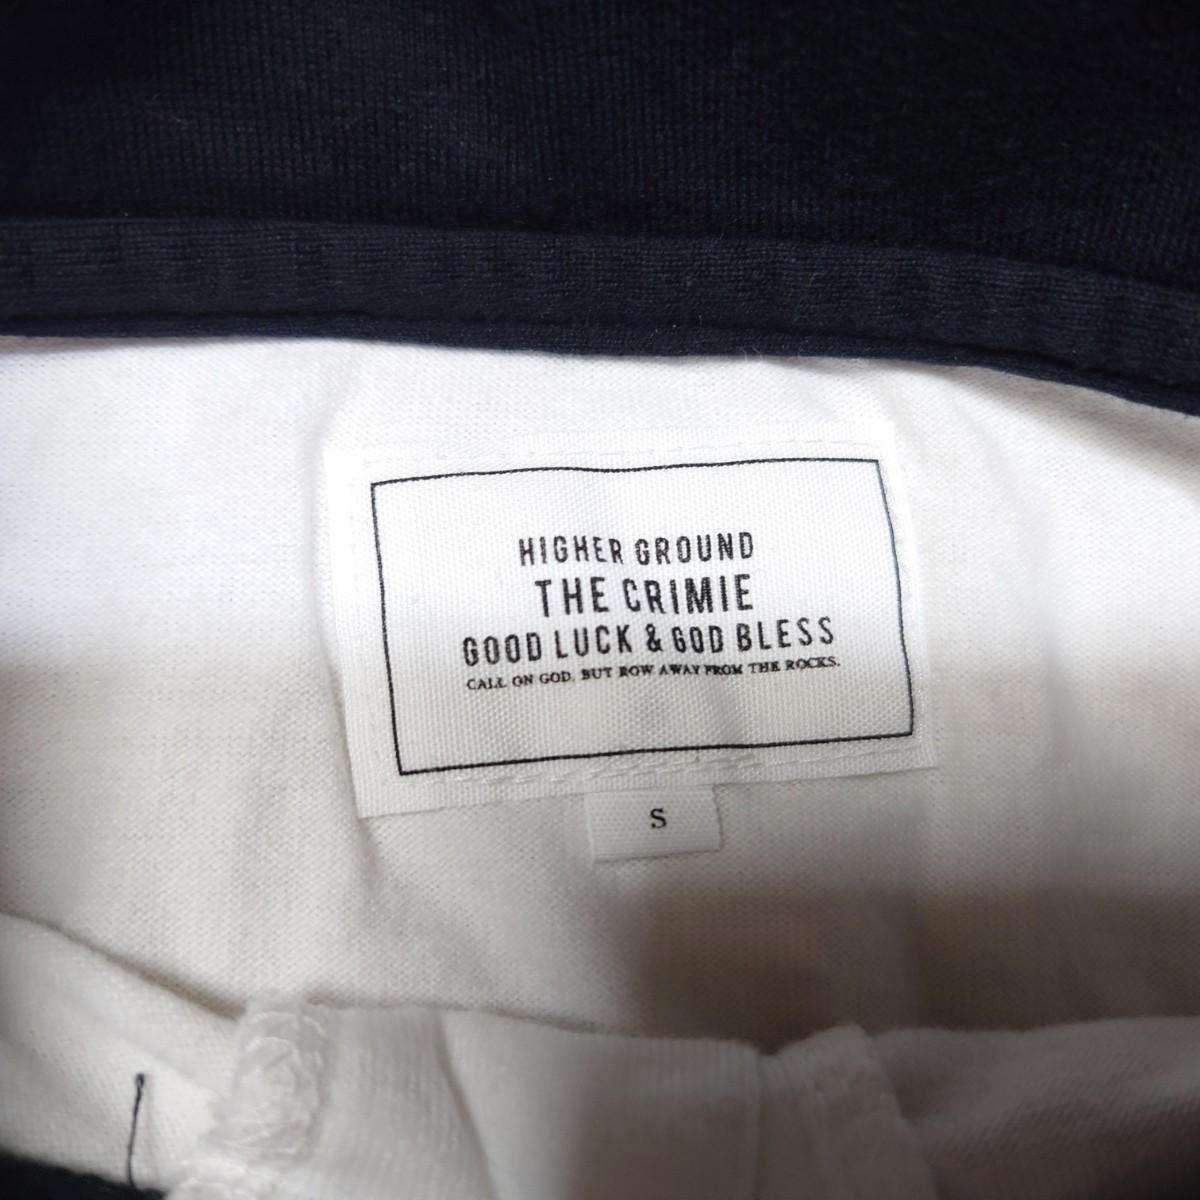 HIGHER GROUND
THE CRIMIE
GOOD LUCK & GOD BLESS
CALL ON GOD, BUT ROW AWAY FROM THE ROCKS.
S